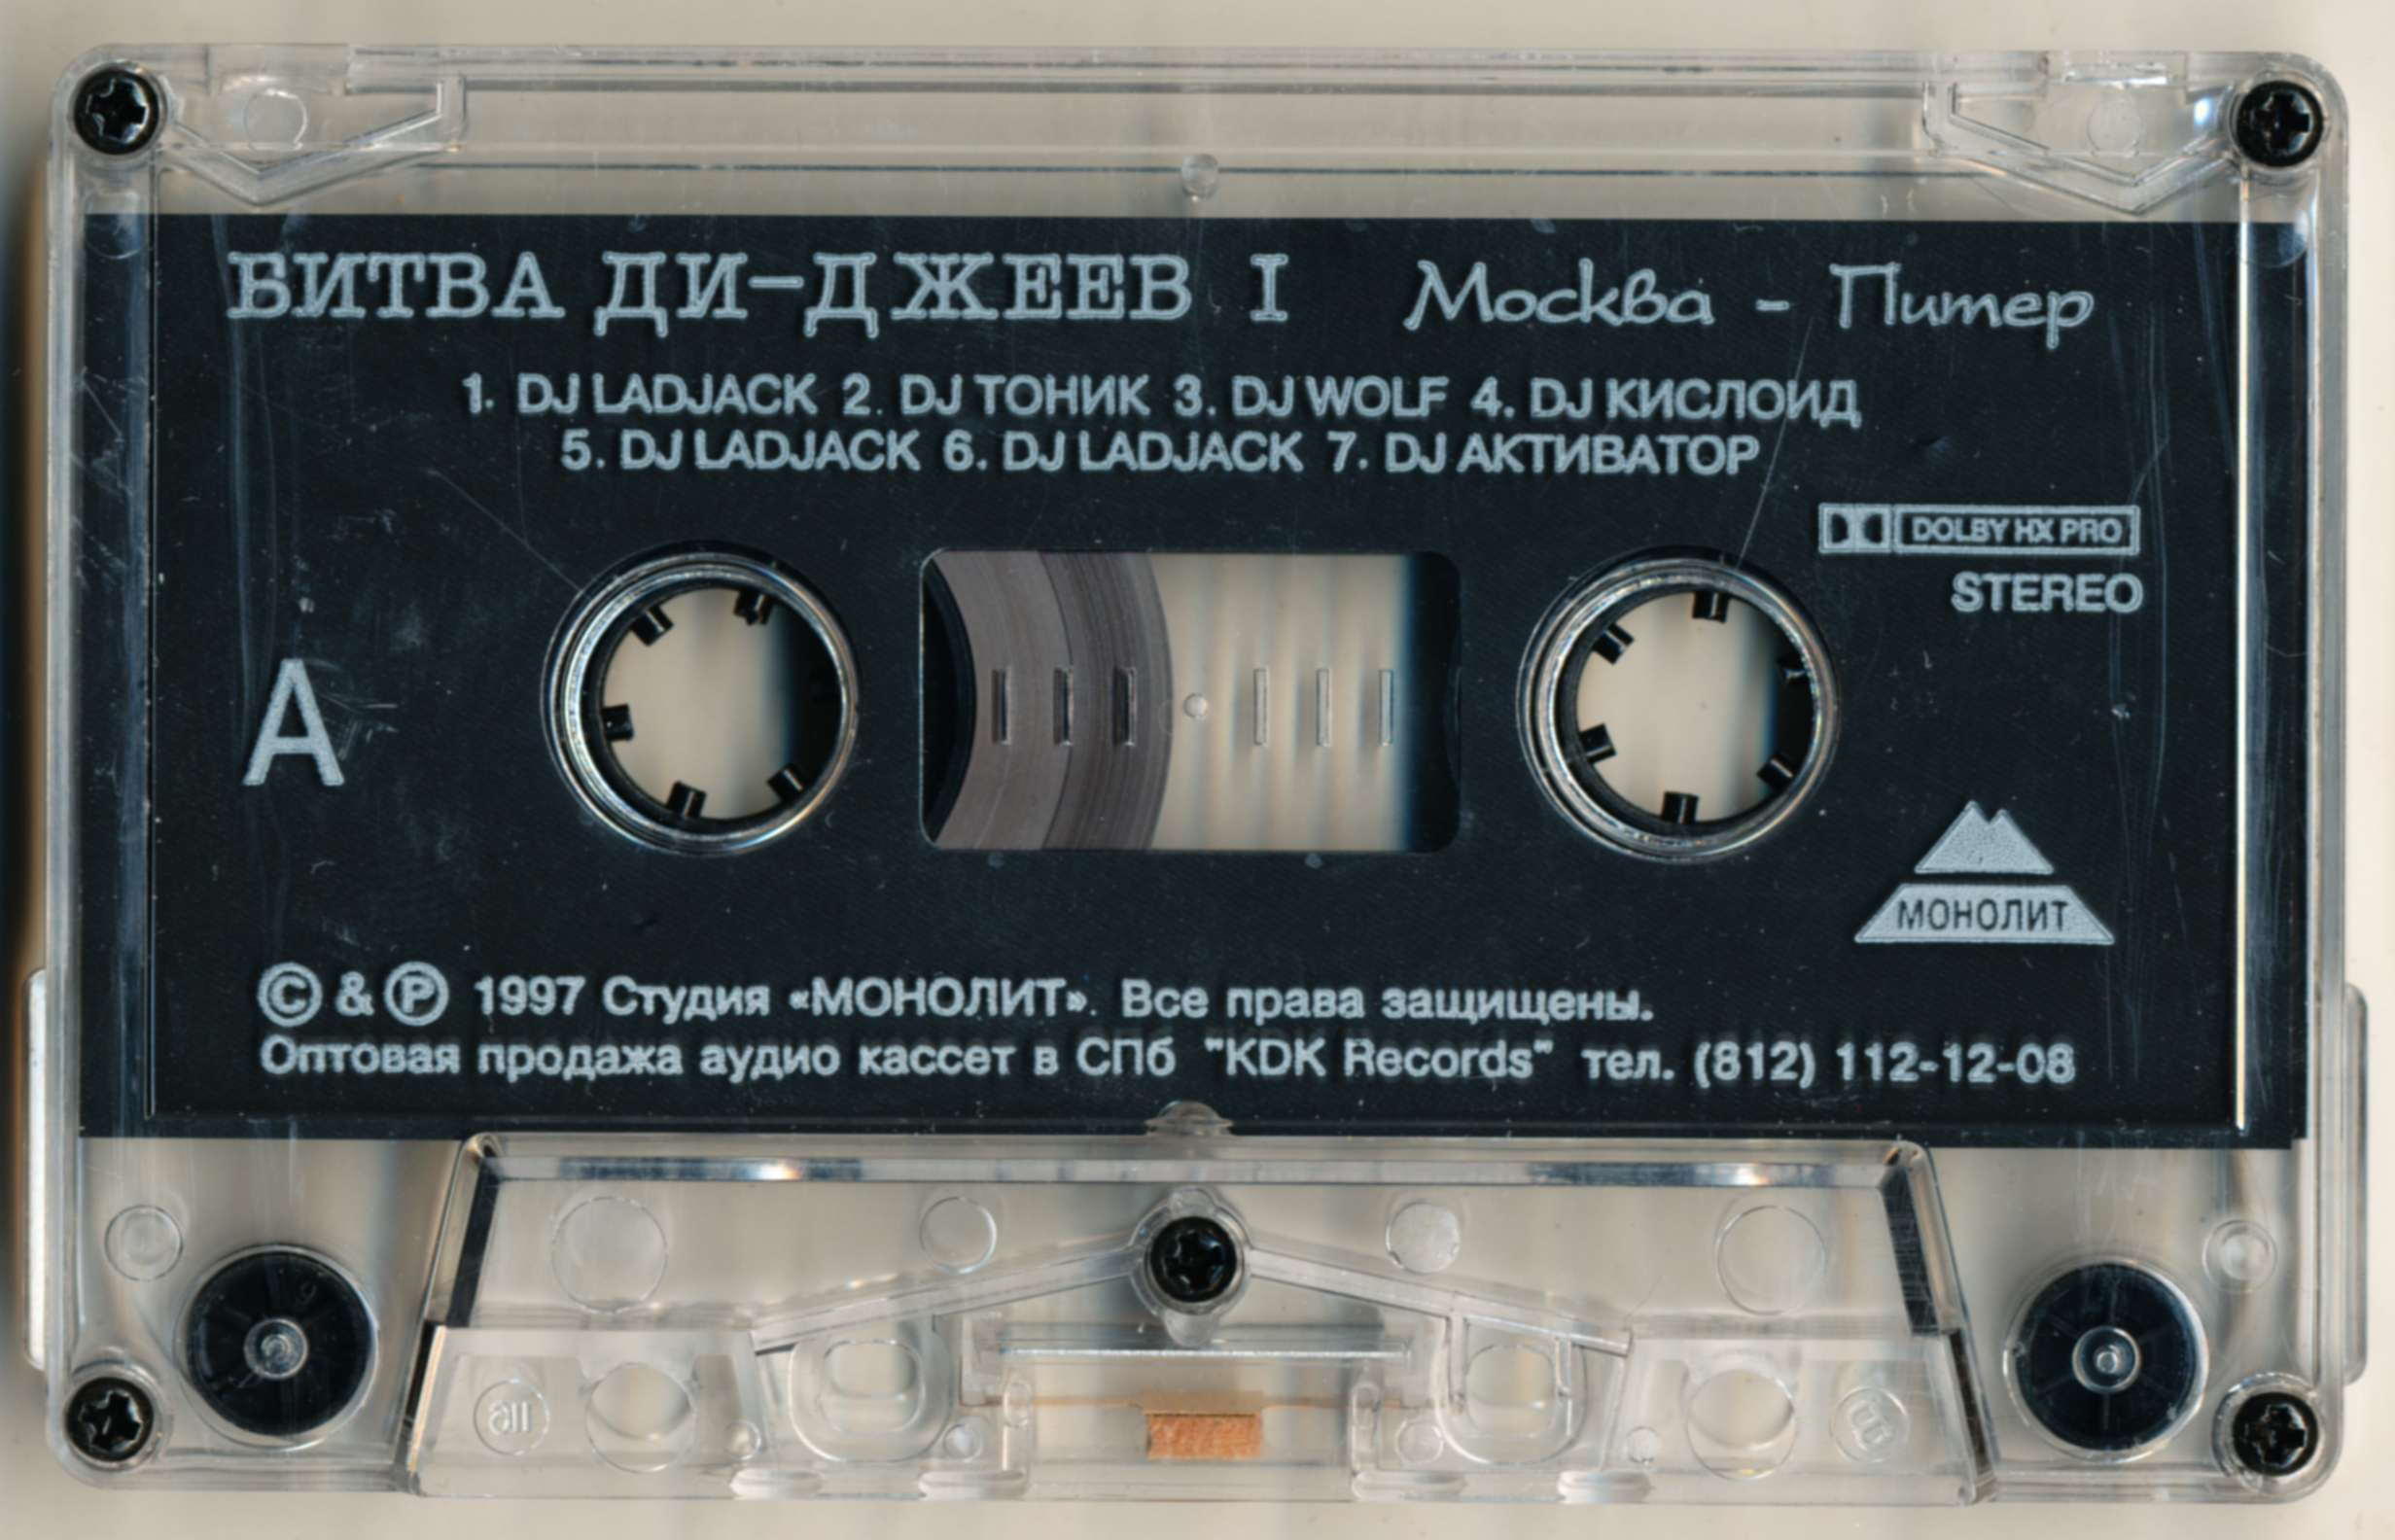 БИТВА ДИ-ДЖЕЕВ I Москва - Питер
1. DJ LADJACK 2. DJ ТОНИК 3. DJ WOLF 4. DJ КИСЛОИД
5. DJ LADJACK 6. DJ LADJACK 7. DJ АКТИВАТОР
DOLBY HX PRO
STEREO
A
МОНОЛИТ
© & ℗ 1997 Студия «МОНОЛИТ». Все права защищены.
Оптовая продажа аудио кассет в СПб "KDK Records" тел. (812) 112-12-08